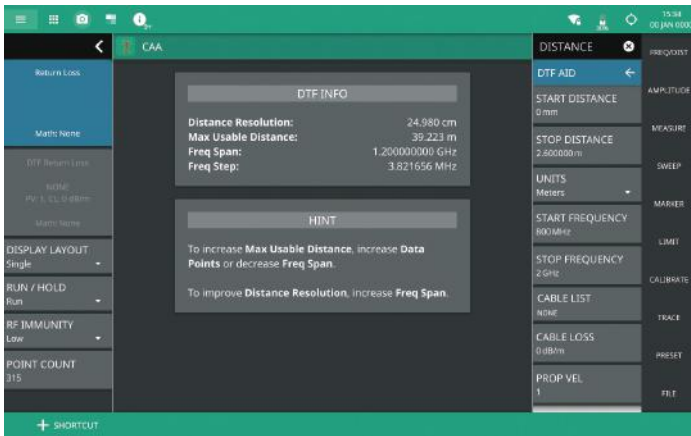 15:34
00 JAN 000
CAA
Return Loss
Math: None
DTF Return Loss
NONE
Math: None
DISPLAY LAYOUT
Single
RUN / HOLD
Run
RF IMMUNITY
Low
POINT COUNT
315
DTF INFO
Distance Resolution: 24.980 cm
Max Usable Distance: 39.223 m
Freq Span: 1.200000000 GHz
Freq Step: 3.821656 MHz
HINT
To increase Max Usable Distance, increase Data
Points or decrease Freq Span.
To improve Distance Resolution, increase Freq Span.
DISTANCE
DTF AID
START DISTANCE
0 mm
STOP DISTANCE
2.600000 m
UNITS
Meters
START FREQUENCY
800 MHz
STOP FREQUENCY
2 GHz
CABLE LIST
NONE
CABLE LOSS
0 dB/m
PROP VEL
1
FREQ/DIST
AMPLITUDE
MEASURE
SWEEP
MARKER
LIMIT
CALIBRATE
TRACE
PRESET
FILE
+ SHORTCUT